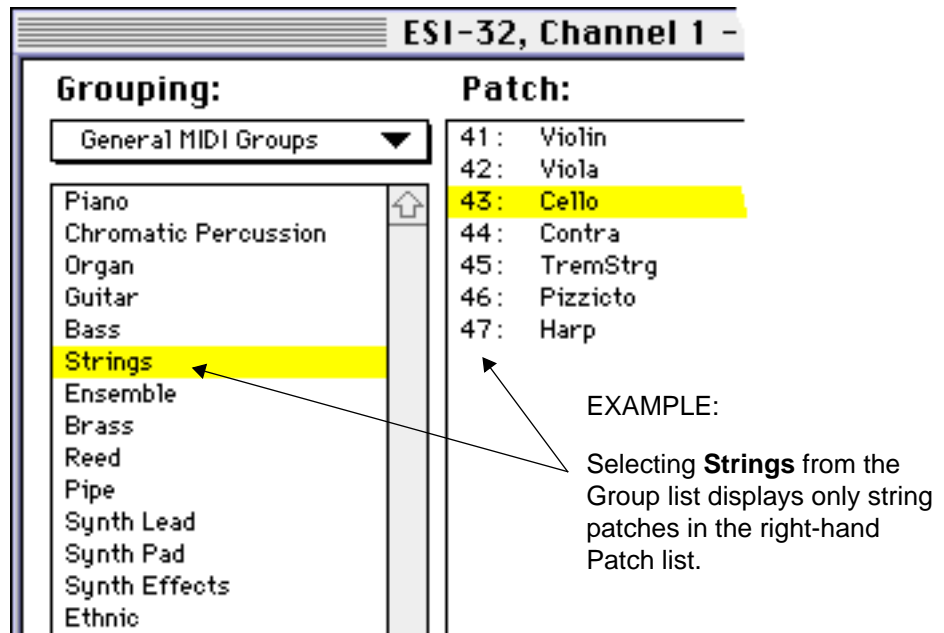 ESI-32, Channel 1 -
Grouping:
General MIDI Groups
Piano
Chromatic Percussion
Organ
Guitar
Bass
Strings
Ensemble
Brass
Reed
Pipe
Synth Lead
Synth Pad
Synth Effects
Ethnic
Patch:
41: Violin
42: Viola
43: Cello
44: Contra
45: TremStrg
46: Pizzicto
47: Harp
EXAMPLE:
Selecting Strings from the
Group list displays only string
patches in the right-hand
Patch list.